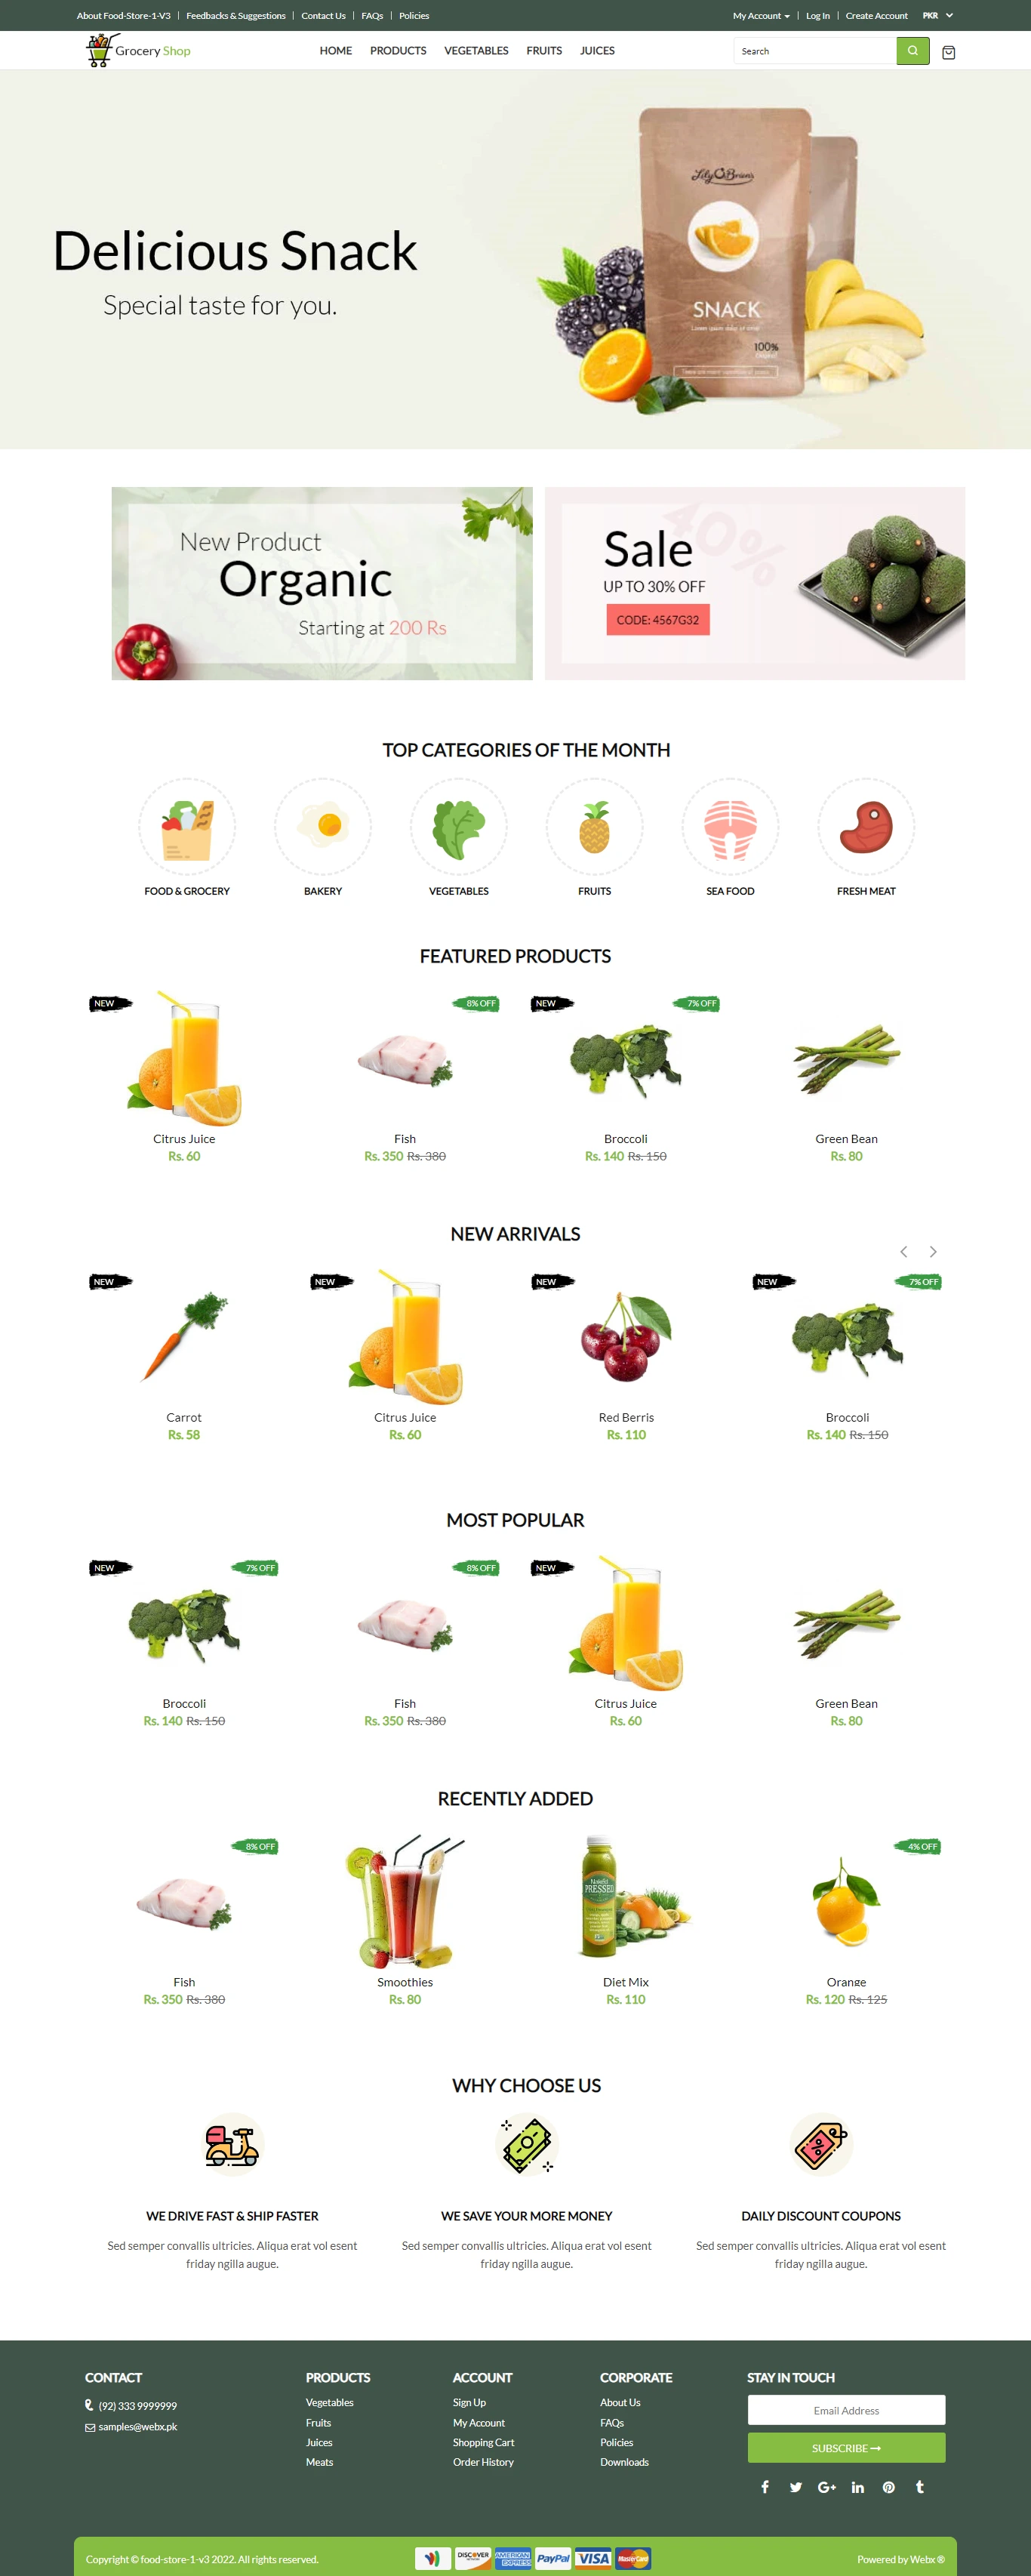 About Food-Store-1-V3 | Feedbacks & Suggestions | Contact Us | FAQs | Policies
My Account | Log In | Create Account PKR
Grocery Shop
HOME PRODUCTS VEGETABLES FRUITS JUICES
Search
Delicious Snack
Special taste for you.
Lily O'Brien's
SNACK
Lorem ipsum dolor sit amet
100%
New Product
Organic
Starting at 200 Rs
40%
Sale
UP TO 30% OFF
CODE: 4567G32
TOP CATEGORIES OF THE MONTH
FOOD & GROCERY BAKERY VEGETABLES FRUITS SEA FOOD FRESH MEAT
FEATURED PRODUCTS
NEW 8% OFF NEW 7% OFF
Citrus Juice Fish Broccoli Green Bean
Rs. 60 Rs. 350 Rs. 380 Rs. 140 Rs. 150 Rs. 80
NEW ARRIVALS
NEW NEW NEW NEW 7% OFF
Carrot Citrus Juice Red Berris Broccoli
Rs. 58 Rs. 60 Rs. 110 Rs. 140 Rs. 150
MOST POPULAR
NEW 7% OFF 8% OFF NEW
Broccoli Fish Citrus Juice Green Bean
Rs. 140 Rs. 150 Rs. 350 Rs. 380 Rs. 60 Rs. 80
RECENTLY ADDED
8% OFF 4% OFF
Naked
PRESSED
Fish Smoothies Diet Mix Orange
Rs. 350 Rs. 380 Rs. 80 Rs. 110 Rs. 120 Rs. 125
WHY CHOOSE US
WE DRIVE FAST & SHIP FASTER
Sed semper convallis ultricies. Aliqua erat vol esent
friday ngilla augue.
WE SAVE YOUR MORE MONEY
Sed semper convallis ultricies. Aliqua erat vol esent
friday ngilla augue.
DAILY DISCOUNT COUPONS
Sed semper convallis ultricies. Aliqua erat vol esent
friday ngilla augue.
CONTACT
(92) 333 9999999
samples@webx.pk
PRODUCTS
Vegetables
Fruits
Juices
Meats
ACCOUNT
Sign Up
My Account
Shopping Cart
Order History
CORPORATE
About Us
FAQs
Policies
Downloads
STAY IN TOUCH
Email Address
SUBSCRIBE
Copyright © food-store-1-v3 2022. All rights reserved.
DISCOVER AMERICAN EXPRESS PayPal VISA MasterCard
Powered by Webx ®